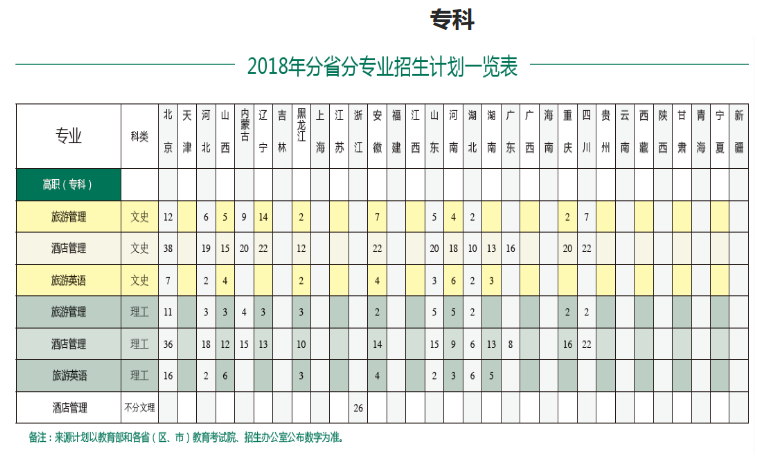 专科
2018年分省分专业招生计划一览表
专业 科类 北京 天津 河北 山西 内蒙古 辽宁 吉林 黑龙江 上海 江苏 浙江 安徽 福建 江西 山东 河南 湖北 湖南 广东 广西 海南 重庆 四川 贵州 云南 西藏 陕西 甘肃 青海 宁夏 新疆
高职（专科）
旅游管理 文史 12 6 5 9 14 2 7 5 4 2 2 7
酒店管理 文史 38 19 15 20 22 12 22 20 18 10 13 16 20 22
旅游英语 文史 7 2 4 2 4 3 6 2 3
旅游管理 理工 11 3 3 4 3 3 2 5 5 2 2 2
酒店管理 理工 36 18 12 15 13 10 14 15 9 6 13 8 16 22
旅游英语 理工 16 2 6 3 4 2 3 6 5
酒店管理 不分文理 26
备注：来源计划以教育部和各省（区、市）教育考试院、招生办公室公布数字为准。